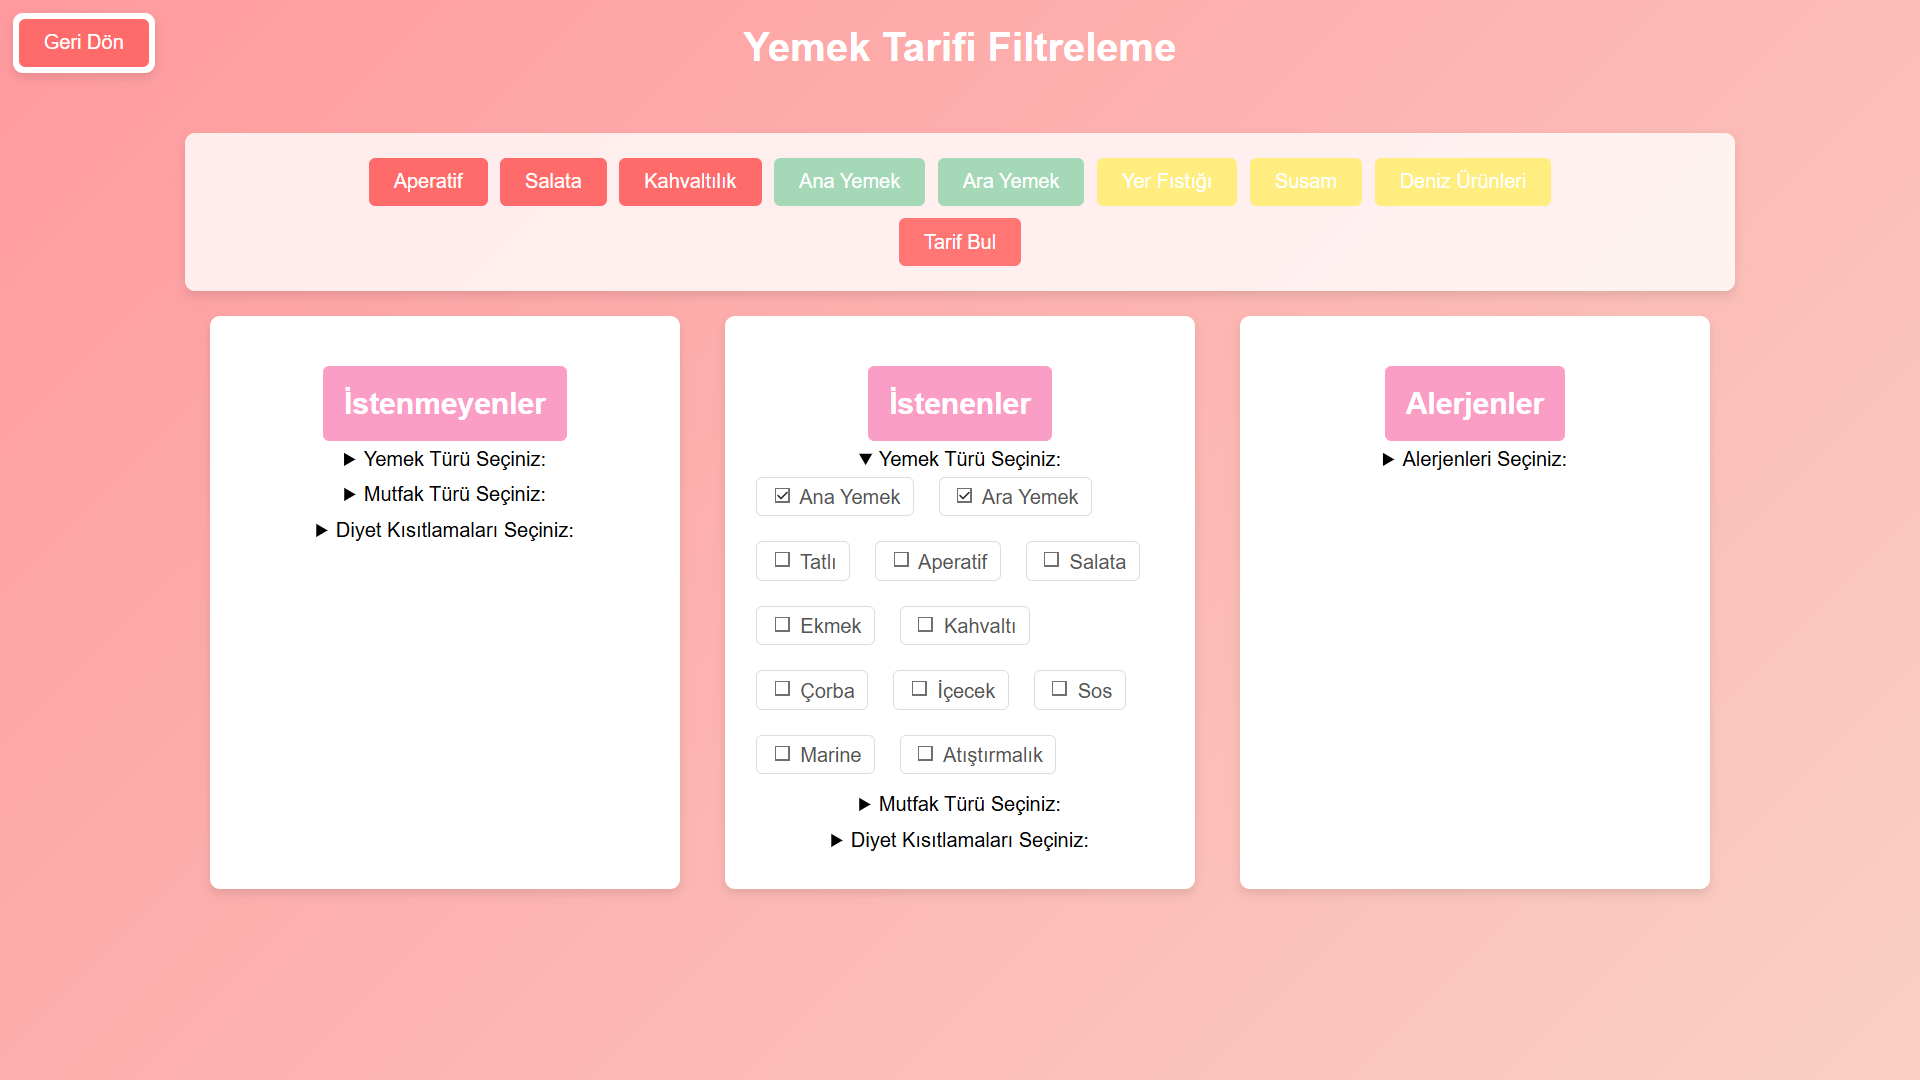 Geri Dön
Yemek Tarifi Filtreleme
Aperatif Salata Kahvaltılık Ana Yemek Ara Yemek Yer Fıstığı Susam Deniz Ürünleri
Tarif Bul
İstenmeyenler
Yemek Türü Seçiniz:
Mutfak Türü Seçiniz:
Diyet Kısıtlamaları Seçiniz:
İstenenler
Yemek Türü Seçiniz:
Ana Yemek Ara Yemek
Tatlı Aperatif Salata
Ekmek Kahvaltı
Çorba İçecek Sos
Marine Atıştırmalık
Mutfak Türü Seçiniz:
Diyet Kısıtlamaları Seçiniz:
Alerjenler
Alerjenleri Seçiniz: